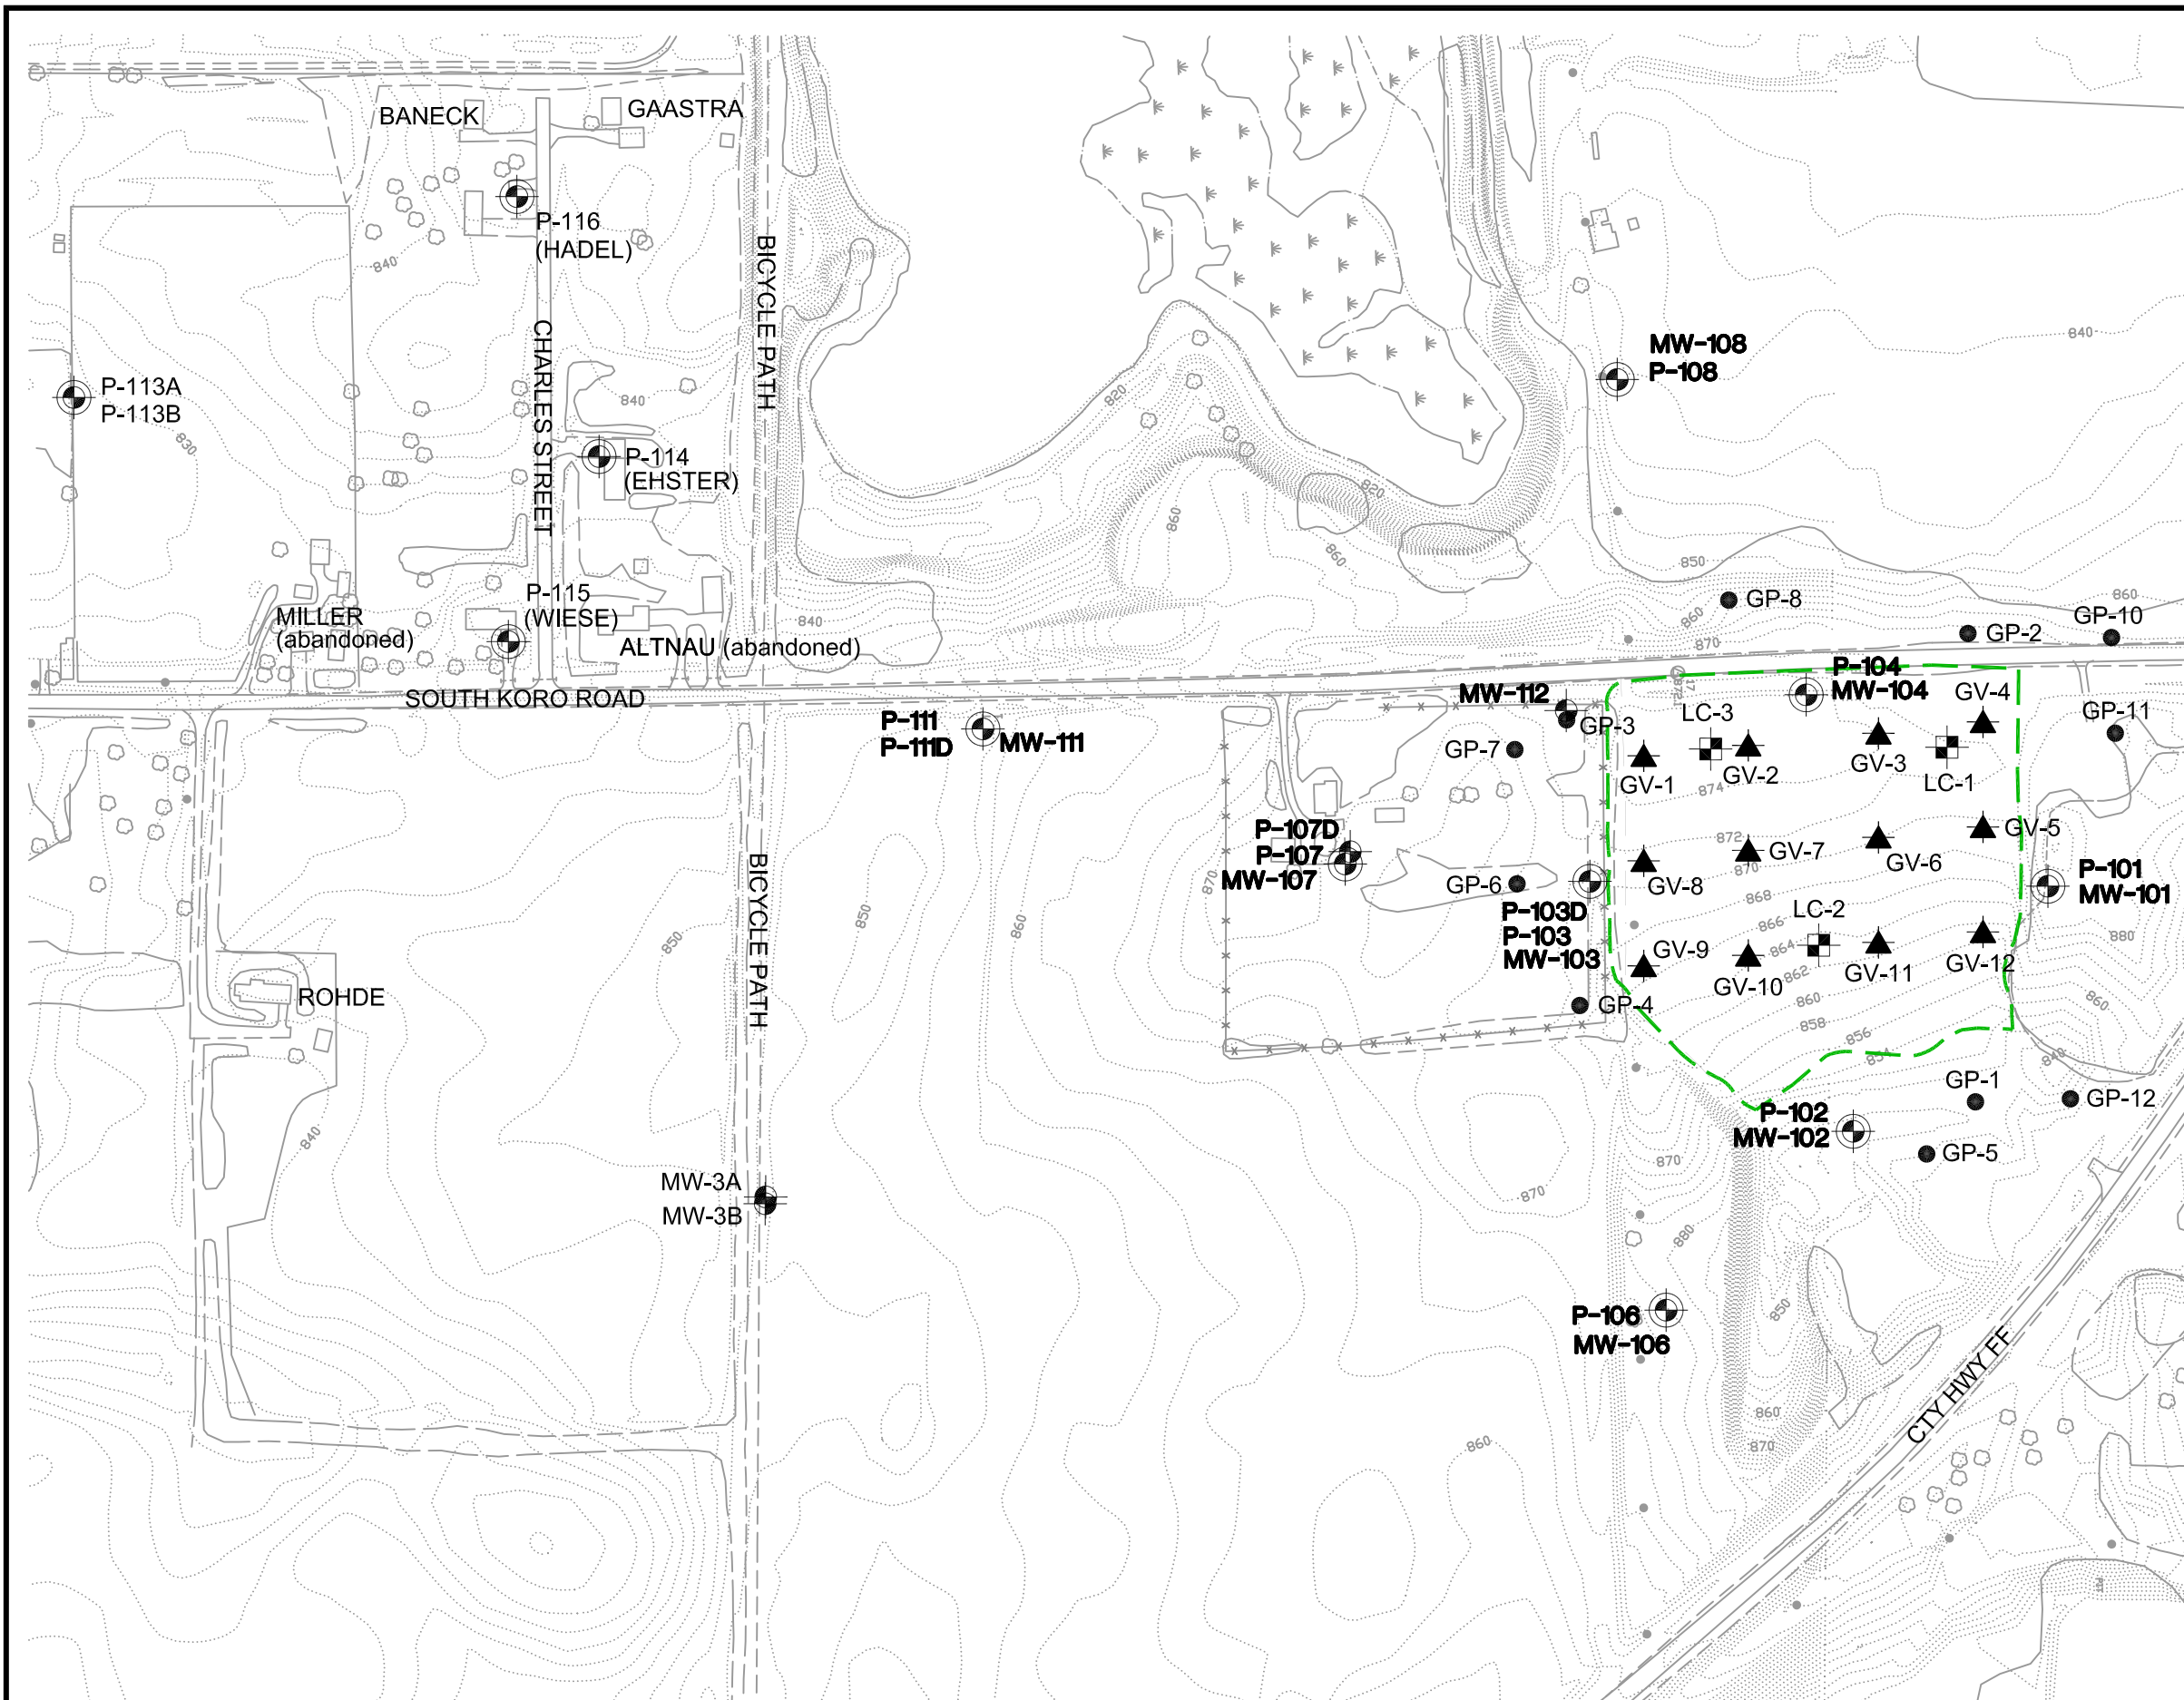 BANECK
GAASTRA
P-116
(HADEL)
840
BICYCLE PATH
CHARLES STREET
P-113A
P-113B
830
840
P-114
(EHSTER)
P-115
(WIESE)
MILLER
(abandoned)
ALTNAU (abandoned)
840
SOUTH KORO ROAD
820
820
860
860
MW-108
P-108
840
850
860
870
860
GP-8
GP-2
GP-10
P-111
P-111D
MW-111
MW-112
GP-3
GP-7
P-104
MW-104
GV-4
GP-11
LC-3
GV-1
GV-2
GV-3
LC-1
874
872
870
868
866
864
862
860
858
856
854
P-107D
P-107
MW-107
870
GP-6
GV-8
GV-7
GV-6
GV-5
P-101
MW-101
880
P-103D
P-103
MW-103
GV-9
GV-10
LC-2
GV-11
GV-12
GP-4
860
840
850
850
860
BICYCLE PATH
ROHDE
840
GP-1
GP-12
P-102
MW-102
GP-5
870
870
880
MW-3A
MW-3B
P-106
MW-106
850
860
870
860
CTY HWY FF